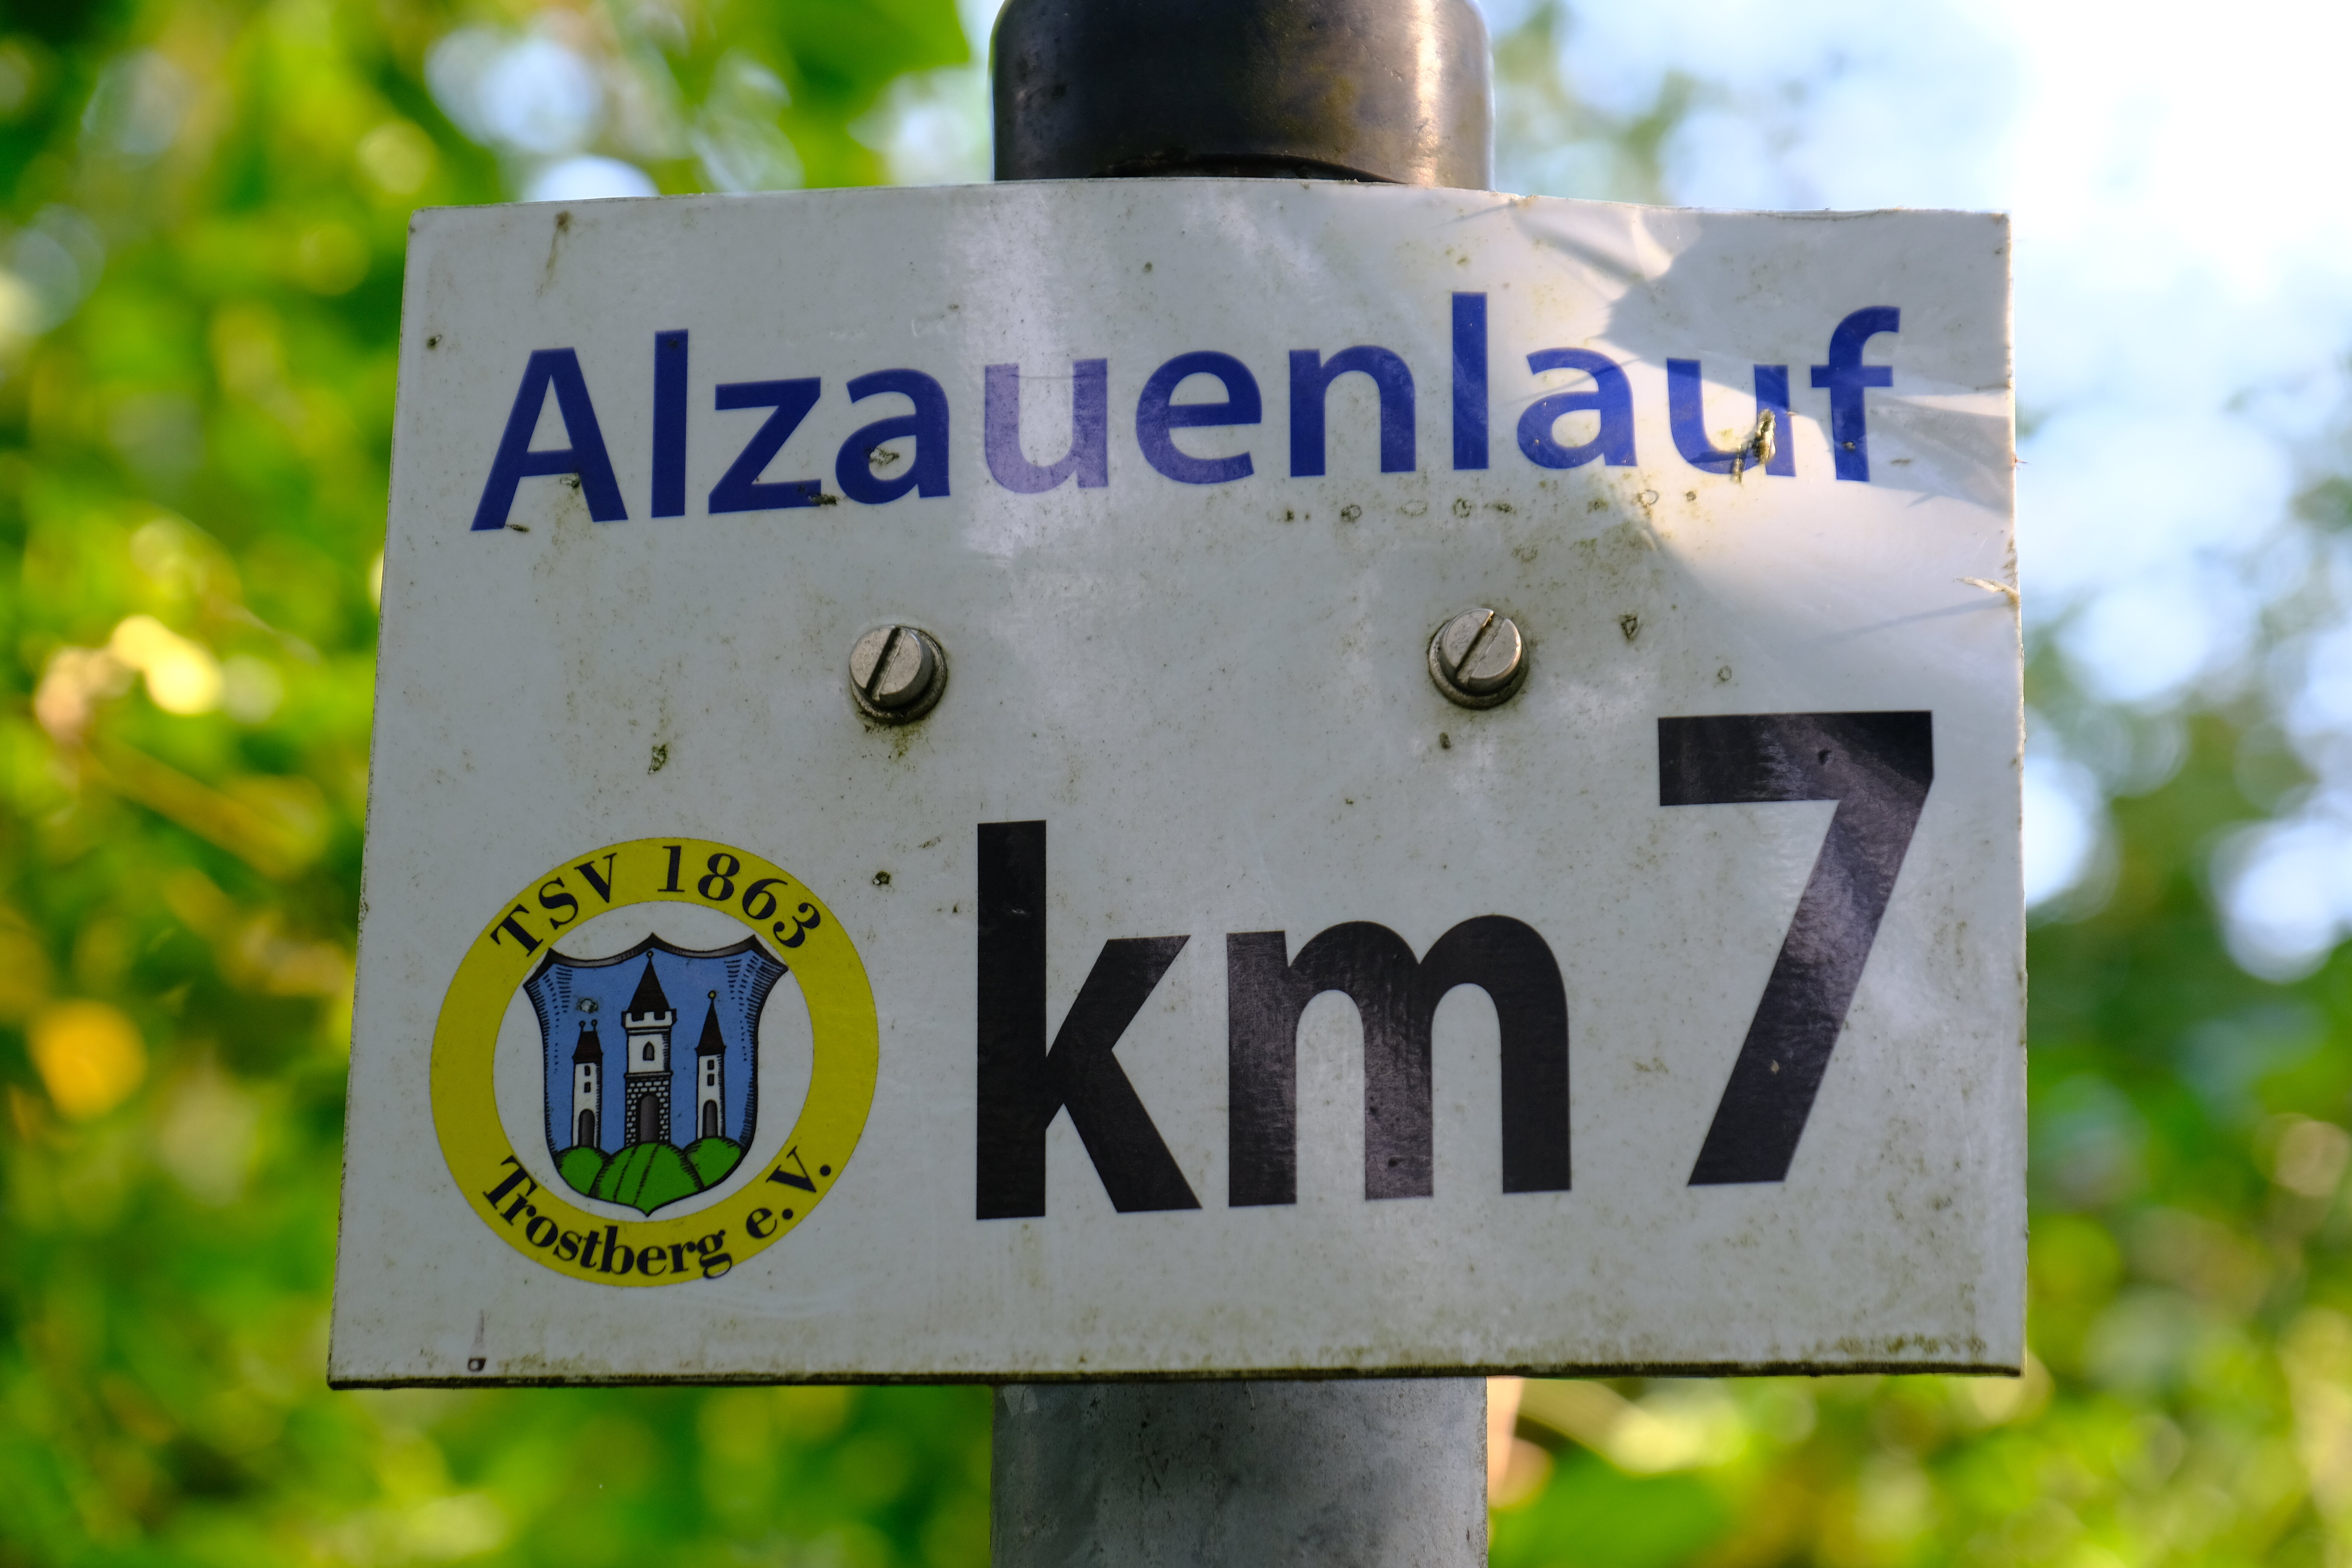 Alzauenlauf
TSV 1863
Trostberg e. V.
km 7